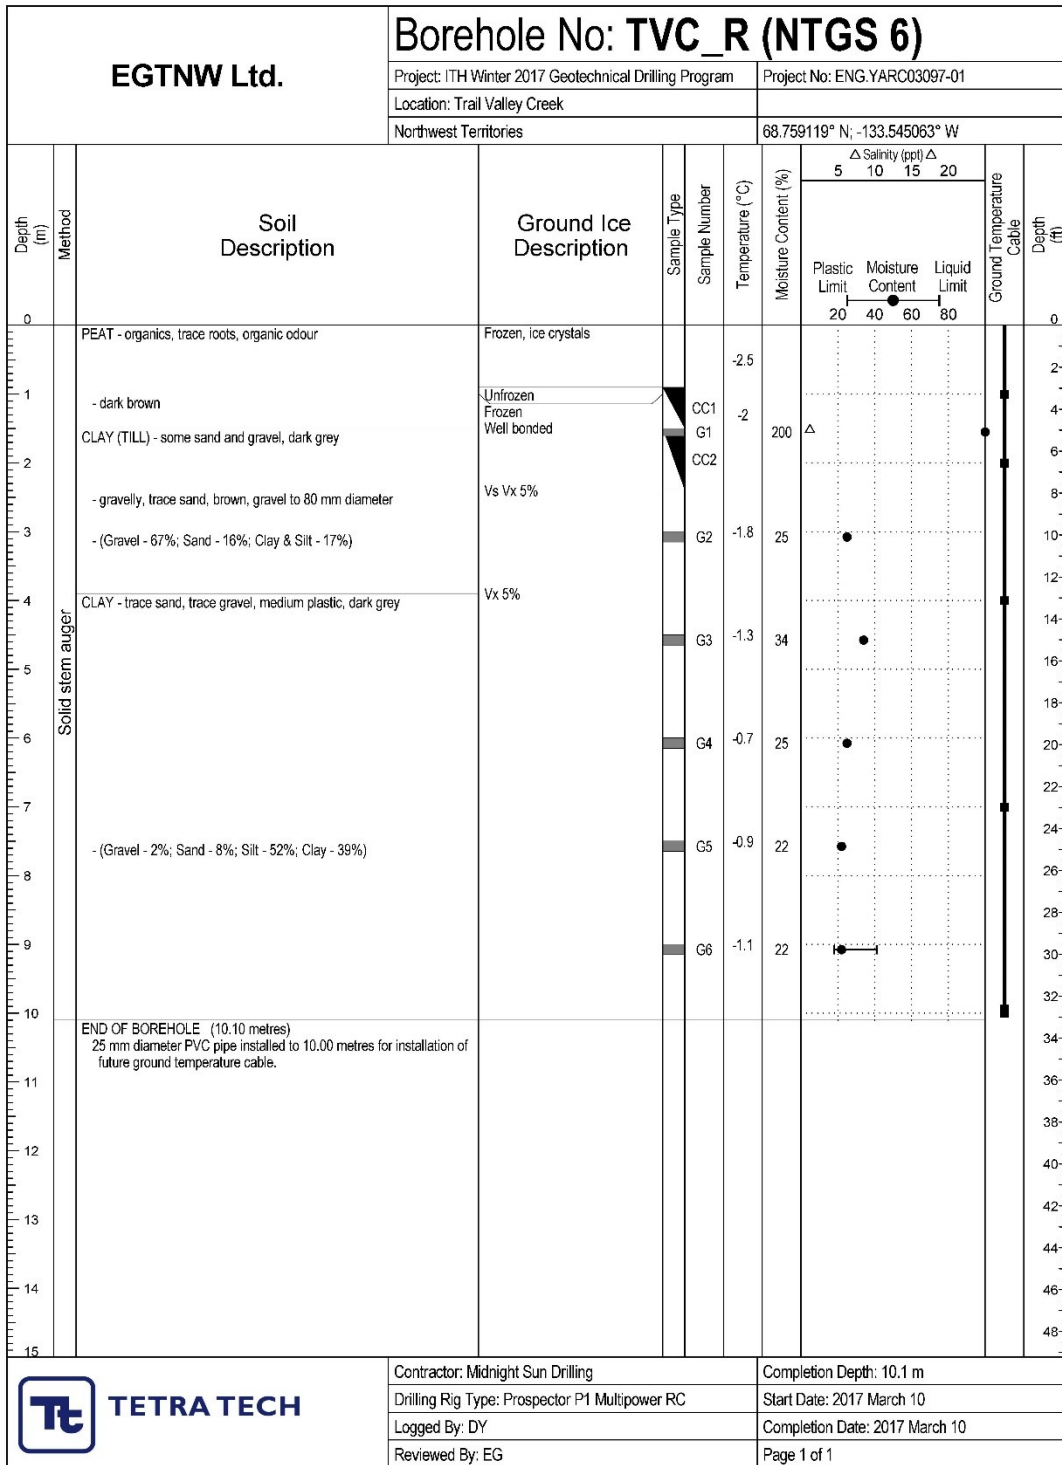 EGTNW Ltd.
Borehole No: TVC_R (NTGS 6)
Project: ITH Winter 2017 Geotechnical Drilling Program
Project No: ENG.YARC03097-01
Location: Trail Valley Creek
Northwest Territories
68.759119° N; -133.545063° W
Depth
(m)
Method
Soil
Description
Ground Ice
Description
Sample Type
Sample Number
Temperature (°C)
Moisture Content (%)
△ Salinity (ppt) △
5 10 15 20
Plastic Moisture Liquid
Limit Content Limit
20 40 60 80
Ground Temperature
Cable
Depth
(ft)
0
0
PEAT - organics, trace roots, organic odour
Frozen, ice crystals
-2.5
2
1
Unfrozen
- dark brown
Frozen
CC1
-2
4
Well bonded
G1
200
CLAY (TILL) - some sand and gravel, dark grey
6
2
CC2
Vs Vx 5%
8
- gravelly, trace sand, brown, gravel to 80 mm diameter
3
- (Gravel - 67%; Sand - 16%; Clay & Silt - 17%)
G2
-1.8
25
10
12
4
CLAY - trace sand, trace gravel, medium plastic, dark grey
Vx 5%
14
Solid stem auger
G3
-1.3
34
16
5
18
6
G4
-0.7
25
20
22
7
24
- (Gravel - 2%; Sand - 8%; Silt - 52%; Clay - 39%)
G5
-0.9
22
26
8
28
9
G6
-1.1
22
30
32
10
END OF BOREHOLE (10.10 metres)
25 mm diameter PVC pipe installed to 10.00 metres for installation of
future ground temperature cable.
34
11
36
38
12
40
42
13
44
14
46
48
15
TETRA TECH
Contractor: Midnight Sun Drilling
Completion Depth: 10.1 m
Drilling Rig Type: Prospector P1 Multipower RC
Start Date: 2017 March 10
Logged By: DY
Completion Date: 2017 March 10
Reviewed By: EG
Page 1 of 1